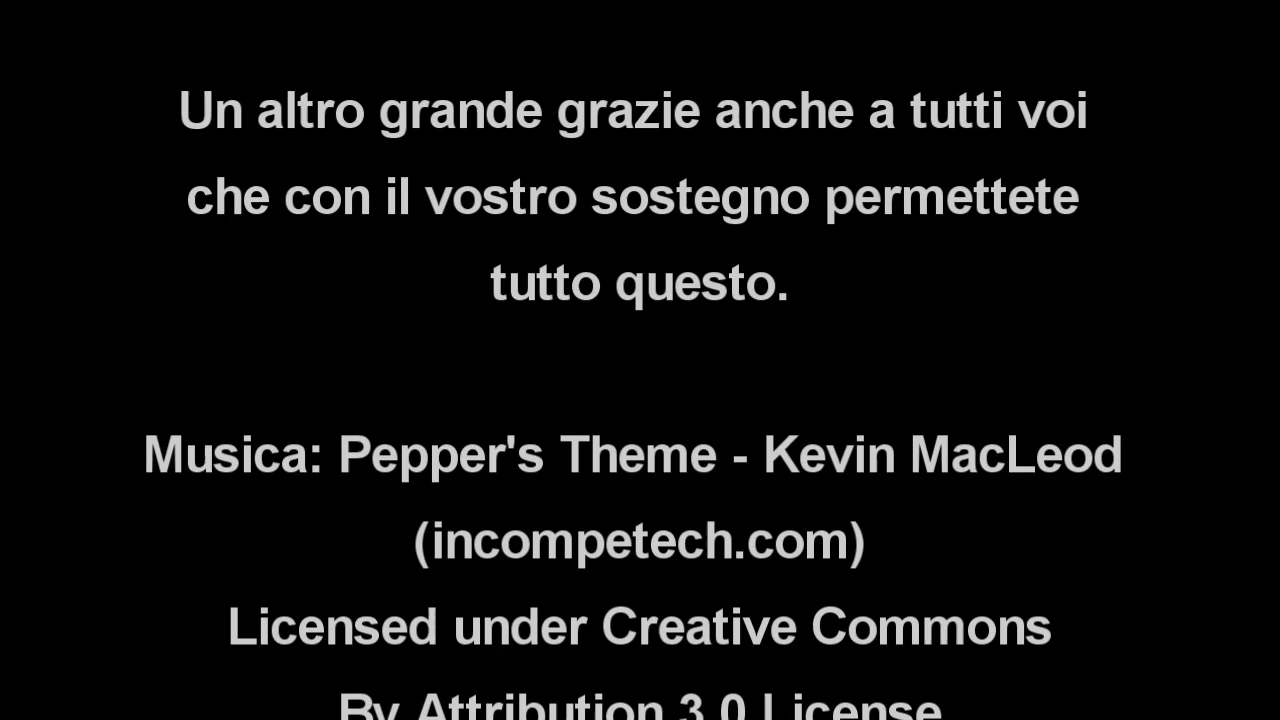 Un altro grande grazie anche a tutti voi
che con il vostro sostegno permettete
tutto questo.
Musica: Pepper's Theme - Kevin MacLeod
(incompetech.com)
Licensed under Creative Commons
By Attribution 3.0 License